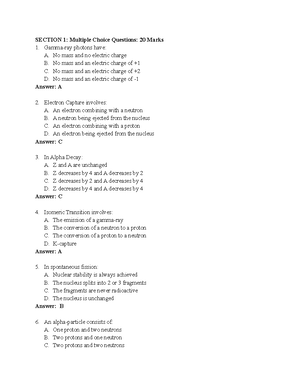 SECTION 1: Multiple Choice Questions: 20 Marks
1. Gamma-ray photons have:
A. No mass and no electric charge
B. No mass and an electric charge of +1
C. No mass and an electric charge of +2
D. No mass and an electric charge of -1
Answer: A
2. Electron Capture involves:
A. An electron combining with a neutron
B. A neutron being ejected from the nucleus
C. An electron combining with a proton
D. An electron being ejected from the nucleus
Answer: C
3. In Alpha Decay:
A. Z and A are unchanged
B. Z decreases by 4 and A decreases by 2
C. Z decreases by 2 and A decreases by 4
D. Z decreases by 4 and A decreases by 4
Answer: C
4. Isomeric Transition involves:
A. The emission of a gamma-ray
B. The conversion of a neutron to a proton
C. The conversion of a proton to a neutron
D. K-capture
Answer: A
5. In spontaneous fission:
A. Nuclear stability is always achieved
B. The nucleus splits into 2 or 3 fragments
C. The fragments are never radioactive
D. The nucleus is unchanged
Answer: B
6. An alpha-particle consists of:
A. One proton and two neutrons
B. Two protons and one neutron
C. Two protons and two neutrons